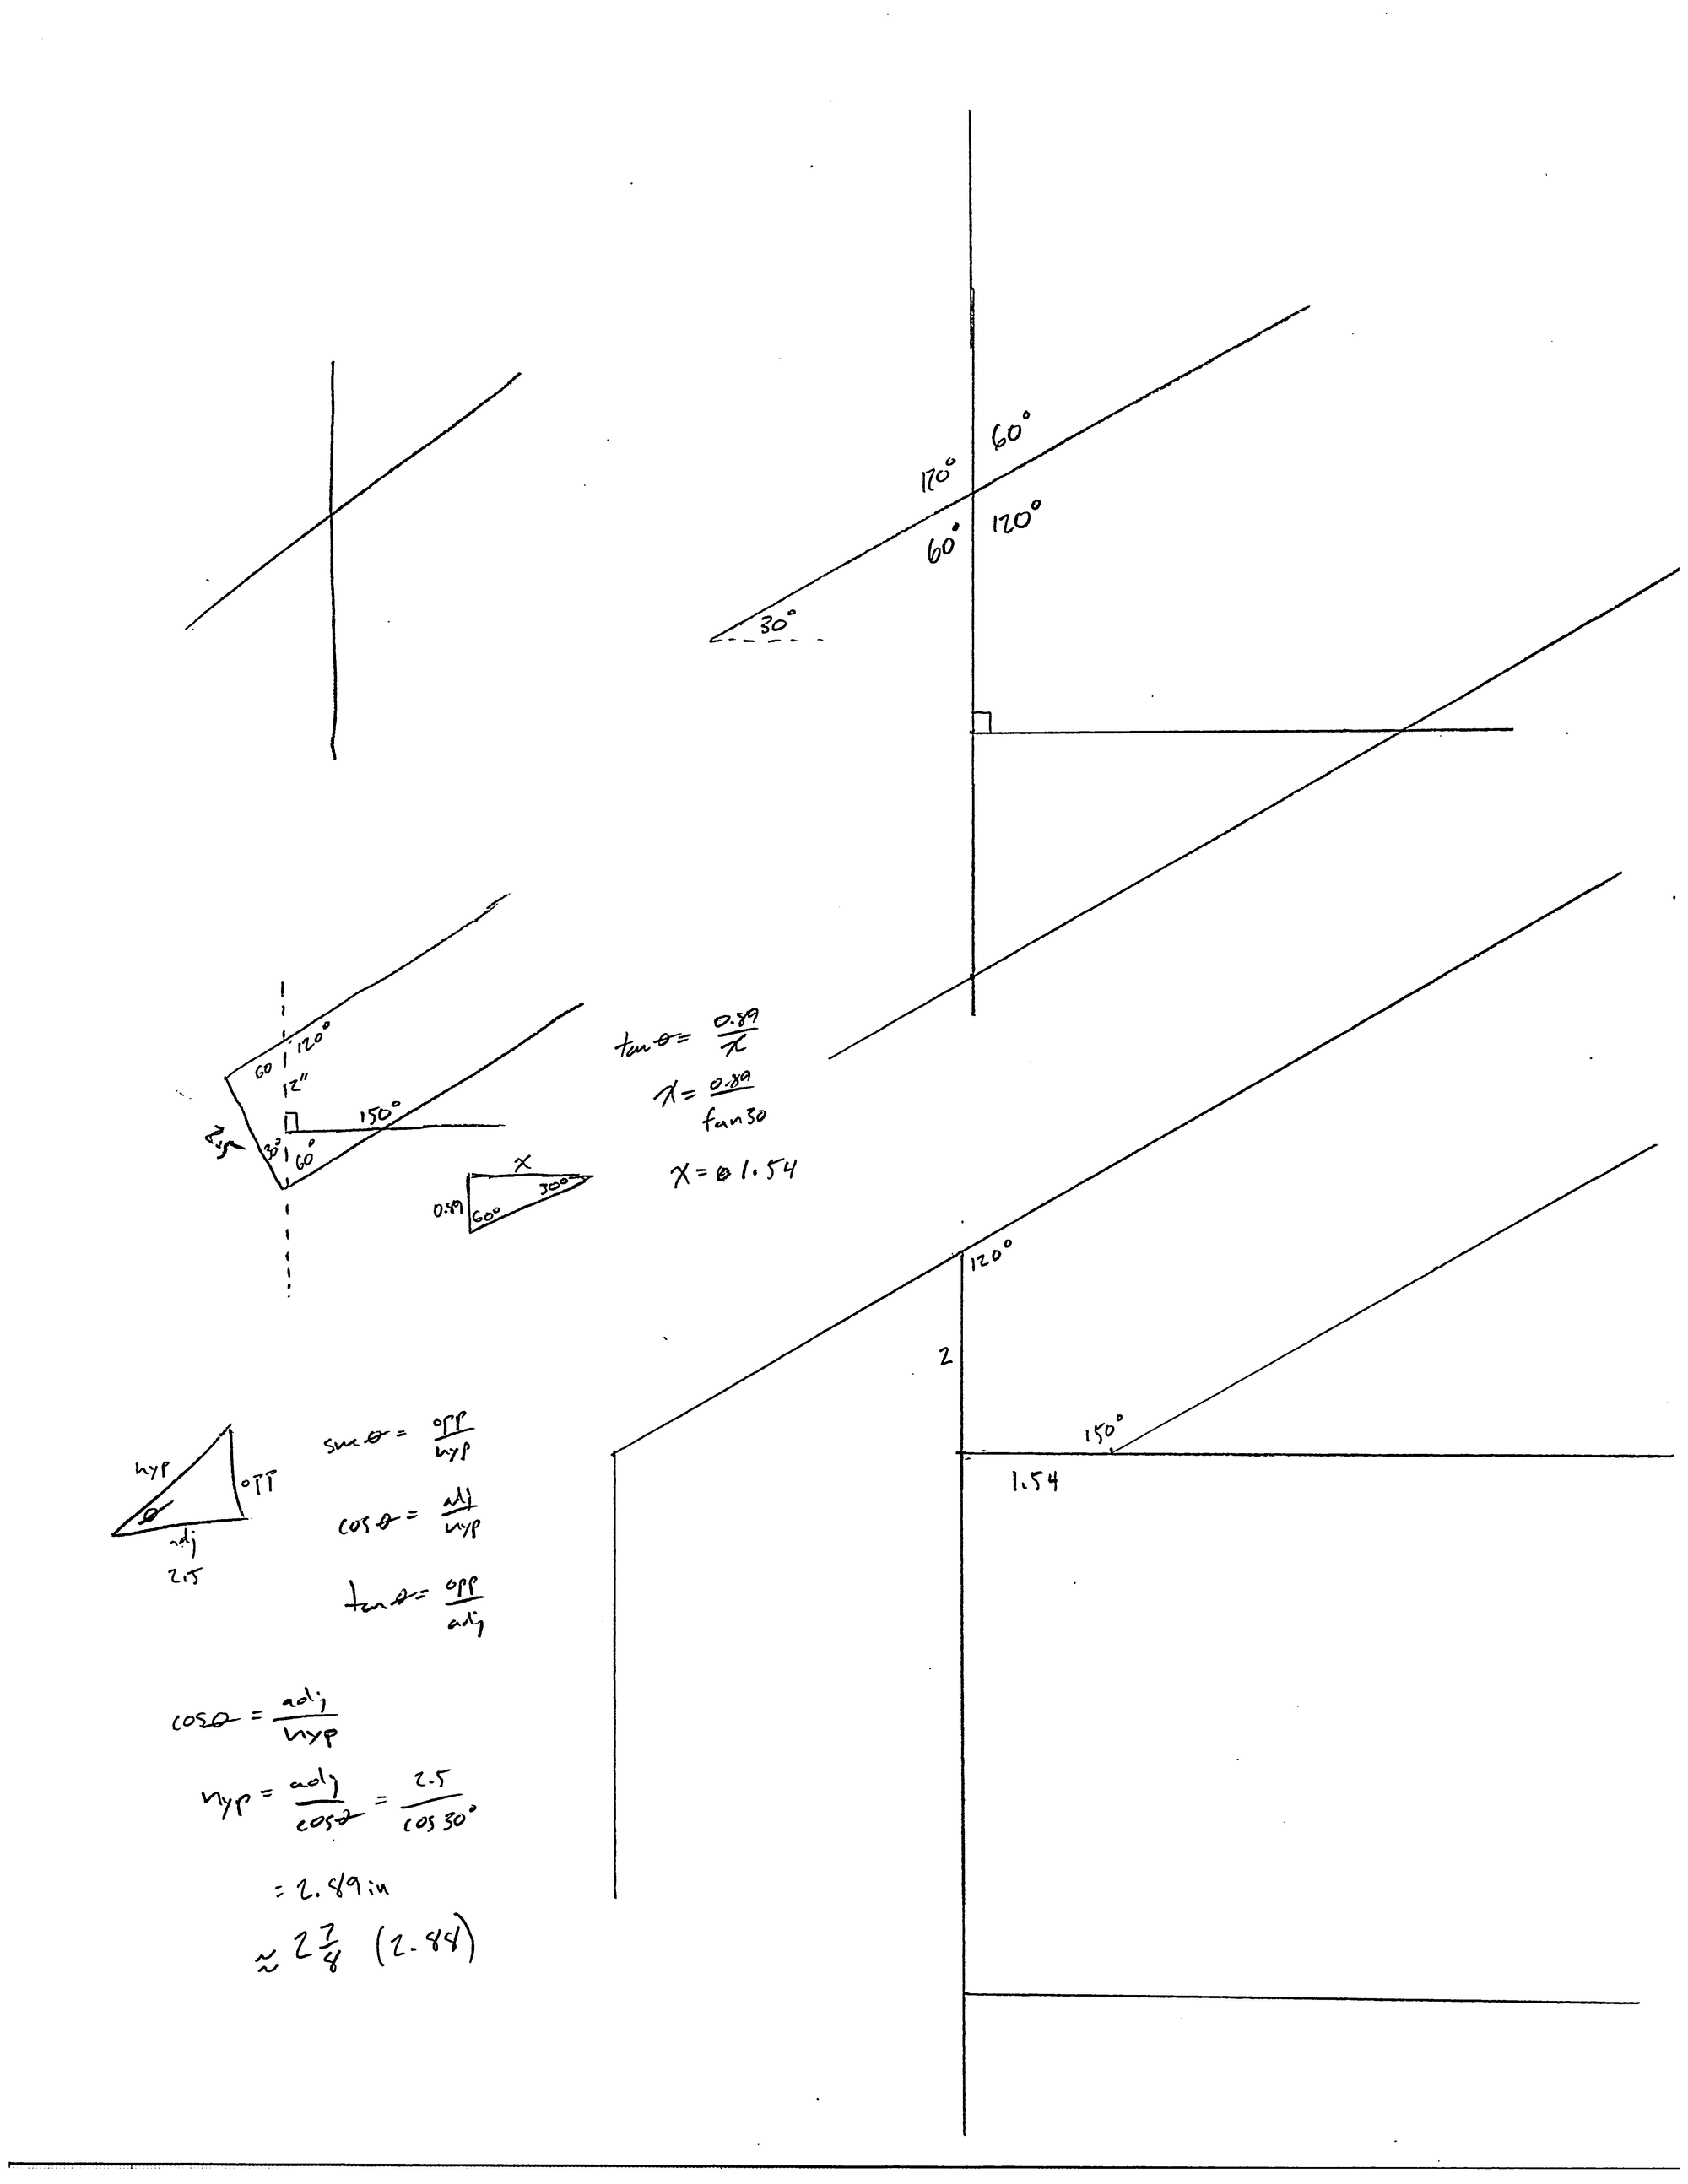 60°
120°
60°
120°
30°
120°
60
12"
150°
30°
60°
tan θ = 0.89 / x
x = 0.89 / tan 30
x = 1.54
x
30°
0.89
60°
120°
2
150°
1.54
hyp
opp
θ
adj
2.5
sin θ = opp / hyp
cos θ = adj / hyp
tan θ = opp / adj
cos θ = adj / hyp
hyp = adj / cos θ = 2.5 / cos 30°
= 2.89 in
≈ 2 7/8 (2.88)